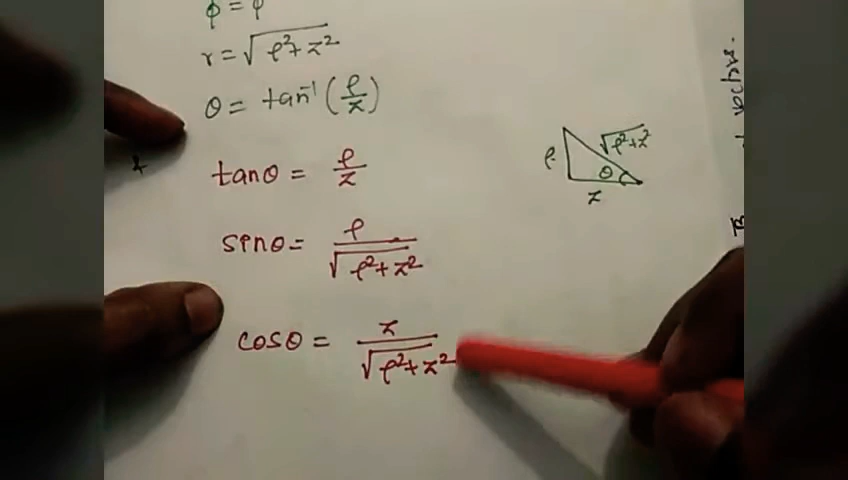 ϕ = φ
r = √(ρ²+z²)
θ = tan⁻¹(ρ/z)
tanθ = ρ/z
sinθ = ρ/√(ρ²+z²)
cosθ = z/√(ρ²+z²)
ρ
√(ρ²+z²)
θ
z